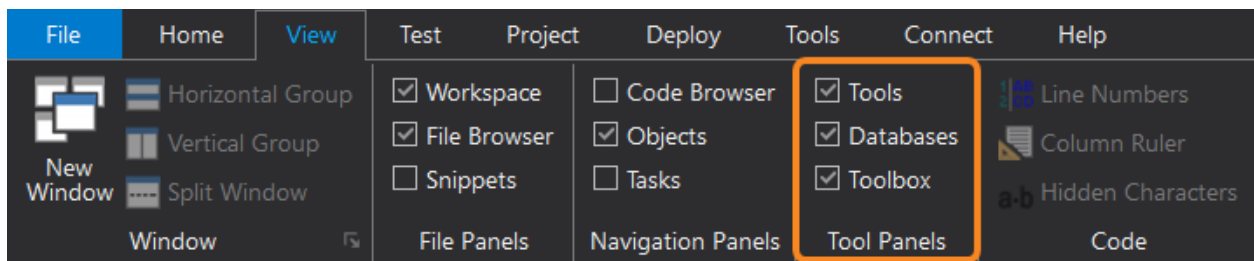 File Home View Test Project Deploy Tools Connect Help
New
Window
Horizontal Group
Vertical Group
Split Window
Window
Workspace
File Browser
Snippets
File Panels
Code Browser
Objects
Tasks
Navigation Panels
Tools
Databases
Toolbox
Tool Panels
Line Numbers
Column Ruler
a·b Hidden Characters
Code